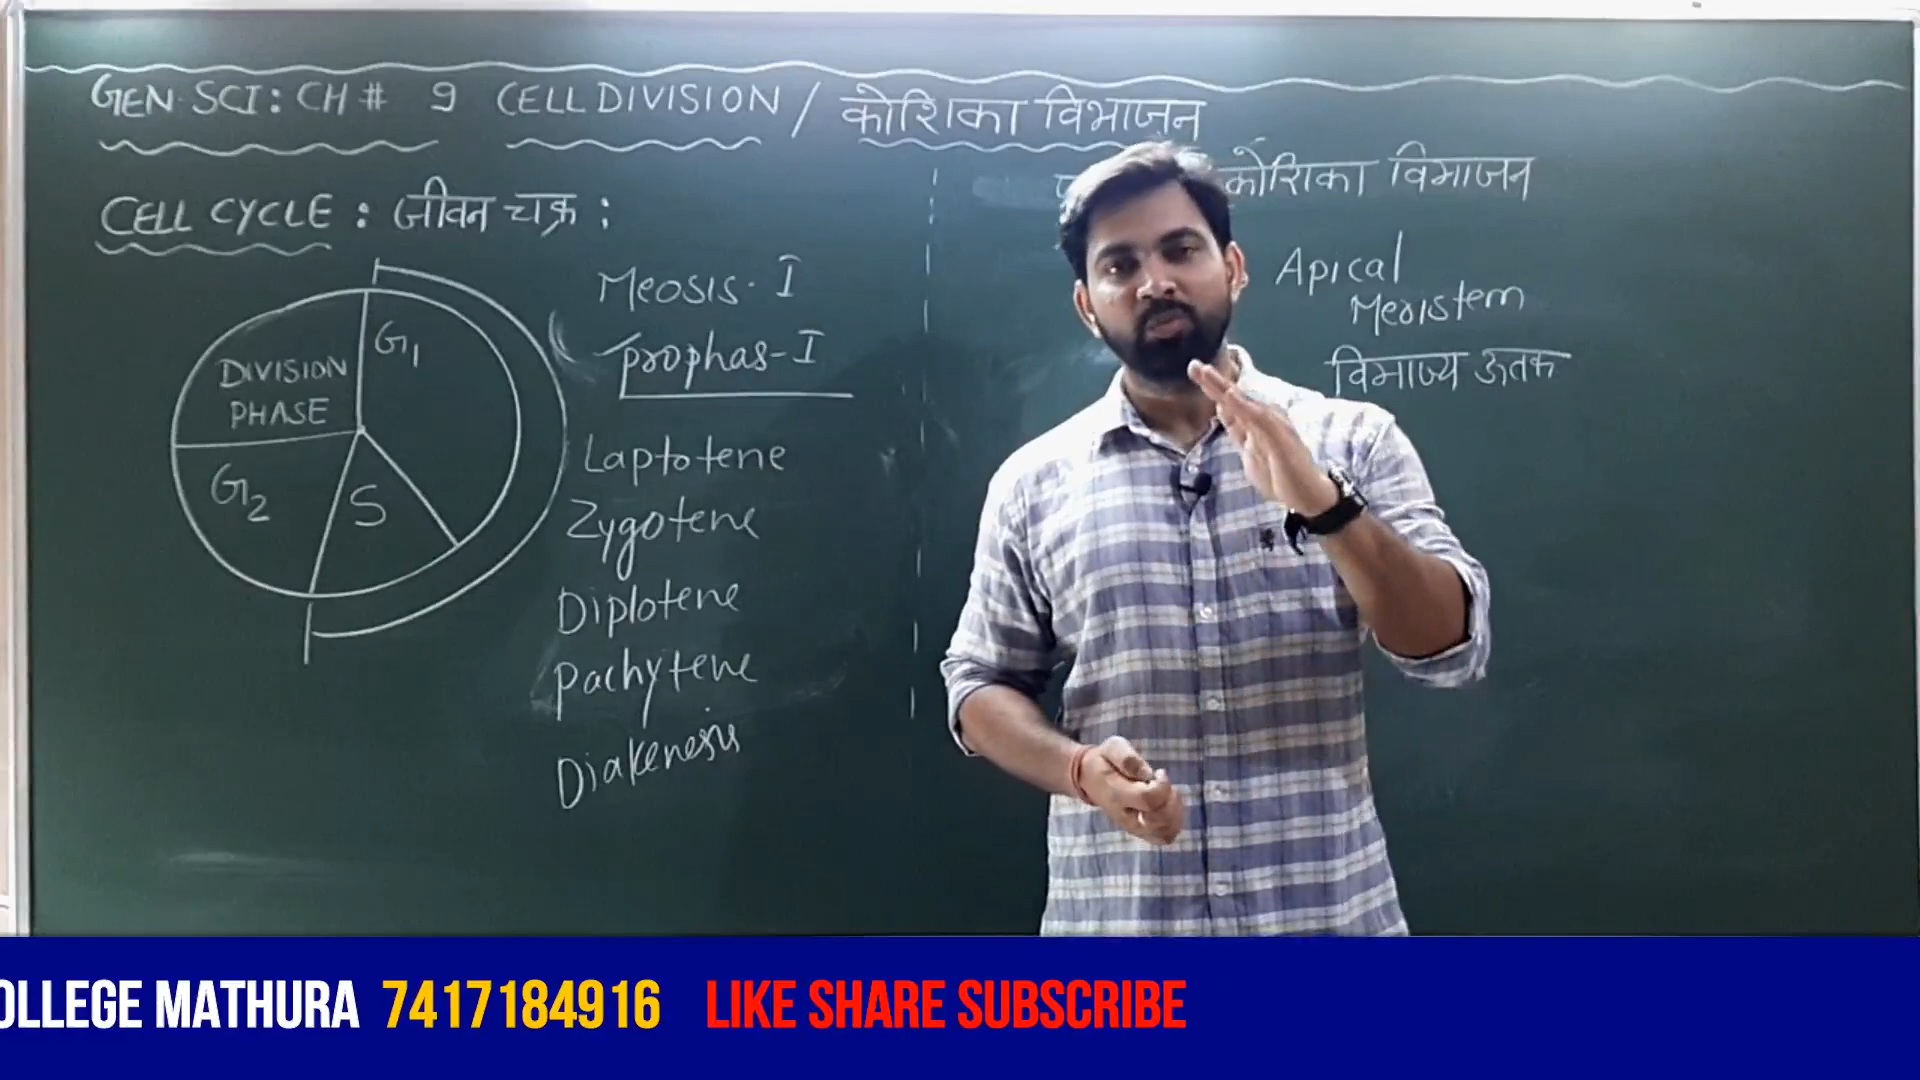 GEN. SCI: CH # 9 CELL DIVISION / कोशिका विभाजन
CELL CYCLE : जीवन चक्र :
DIVISION
PHASE
G1
G2
S
Meosis - I
prophas - I
Laptotene
Zygotene
Diplotene
Pachytene
Diakenesis
कोशिका विभाजन
Apical
Meristem
विभाज्य ऊतक
OLLEGE MATHURA 7417184916 LIKE SHARE SUBSCRIBE